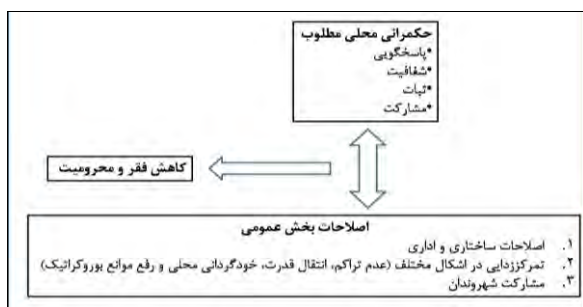 حکمرانی محلی مطلوب
•پاسخگویی
•شفافیت
•ثبات
•مشارکت
کاهش فقر و محرومیت
اصلاحات بخش عمومی
۱. اصلاحات ساختاری و اداری
۲. تمرکززدایی در اشکال مختلف (عدم تراکم، انتقال قدرت، خودگردانی محلی و رفع موانع بوروکراتیک)
۳. مشارکت شهروندان